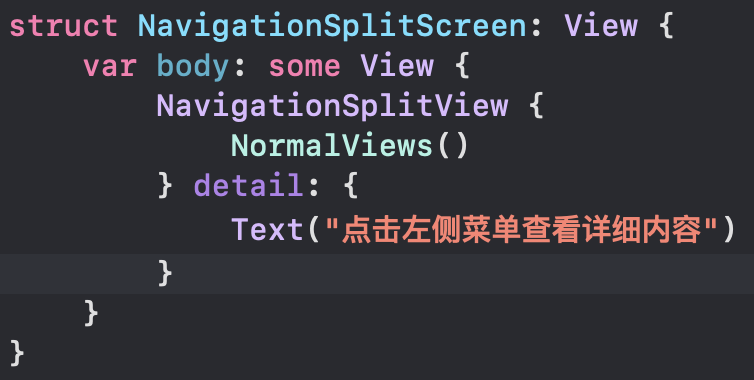 struct NavigationSplitScreen: View {
    var body: some View {
        NavigationSplitView {
            NormalViews()
        } detail: {
            Text("点击左侧菜单查看详细内容")
        }
    }
}